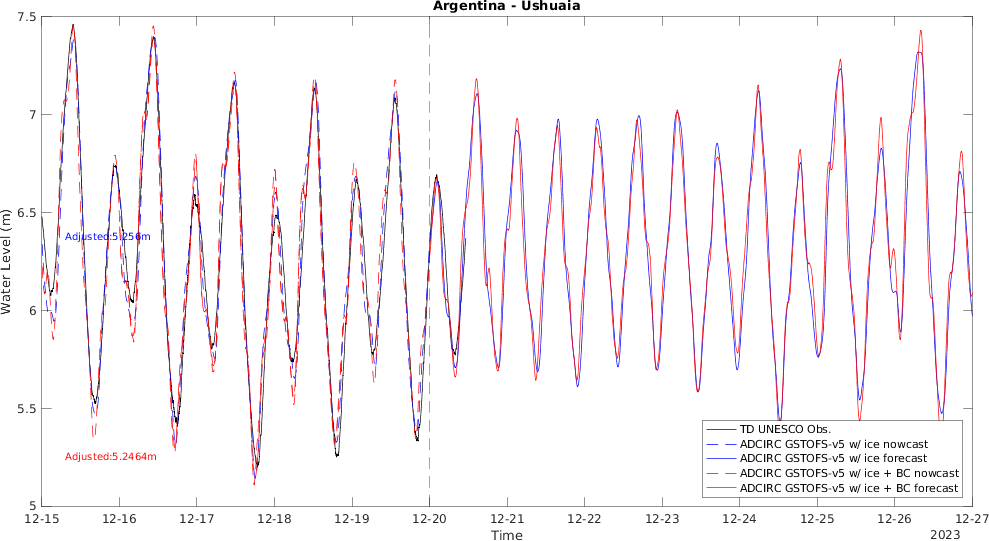 Argentina - Ushuaia
7.5
7
6.5
6
5.5
5
Water Level (m)
Adjusted:5.256m
Adjusted:5.2464m
TD UNESCO Obs.
ADCIRC GSTOFS-v5 w/ ice nowcast
ADCIRC GSTOFS-v5 w/ ice forecast
ADCIRC GSTOFS-v5 w/ ice + BC nowcast
ADCIRC GSTOFS-v5 w/ ice + BC forecast
12-15 12-16 12-17 12-18 12-19 12-20 12-21 12-22 12-23 12-24 12-25 12-26 12-27
Time
2023